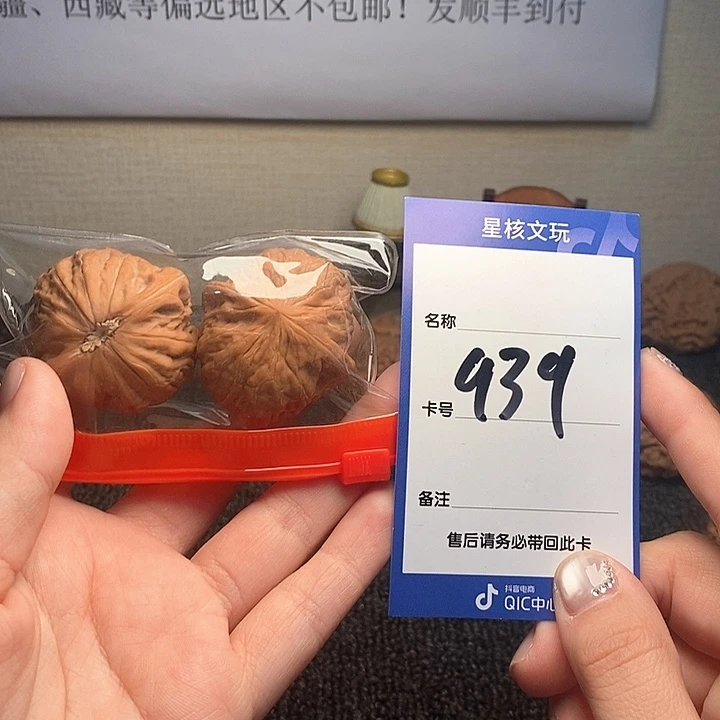 疆、西藏等偏远地区不包邮！发顺丰到付
星核文玩
名称
卡号 939
备注
售后请务必带回此卡
抖音电商
QIC中心